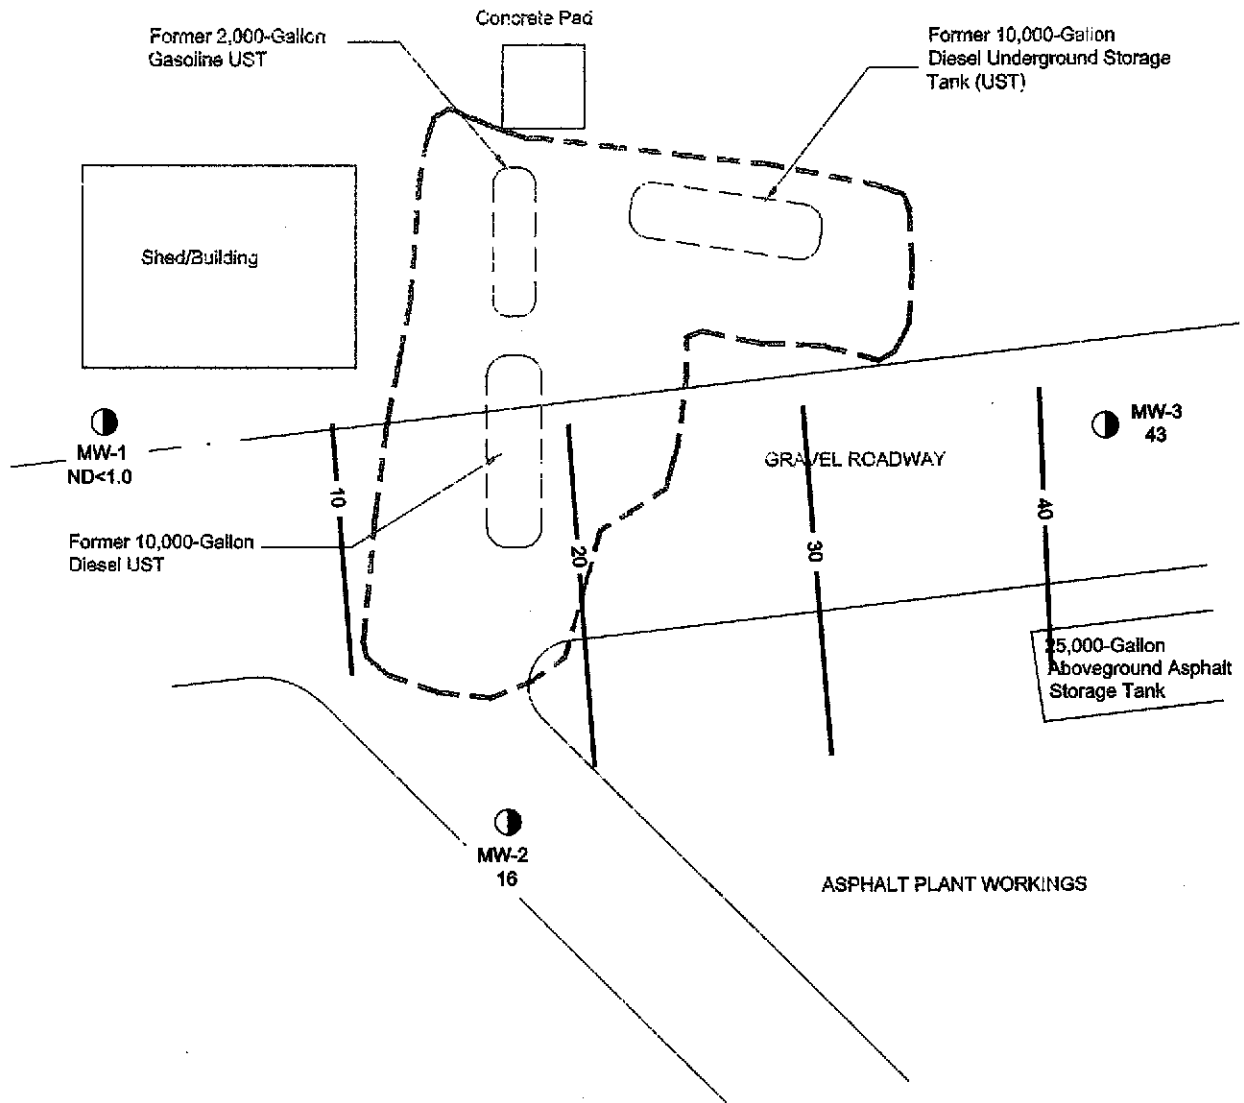 Concrete Pad
Former 2,000-Gallon
Gasoline UST
Former 10,000-Gallon
Diesel Underground Storage
Tank (UST)
Shed/Building
MW-1
ND<1.0
MW-3
43
GRAVEL ROADWAY
10
20
30
40
Former 10,000-Gallon
Diesel UST
25,000-Gallon
Aboveground Asphalt
Storage Tank
MW-2
16
ASPHALT PLANT WORKINGS